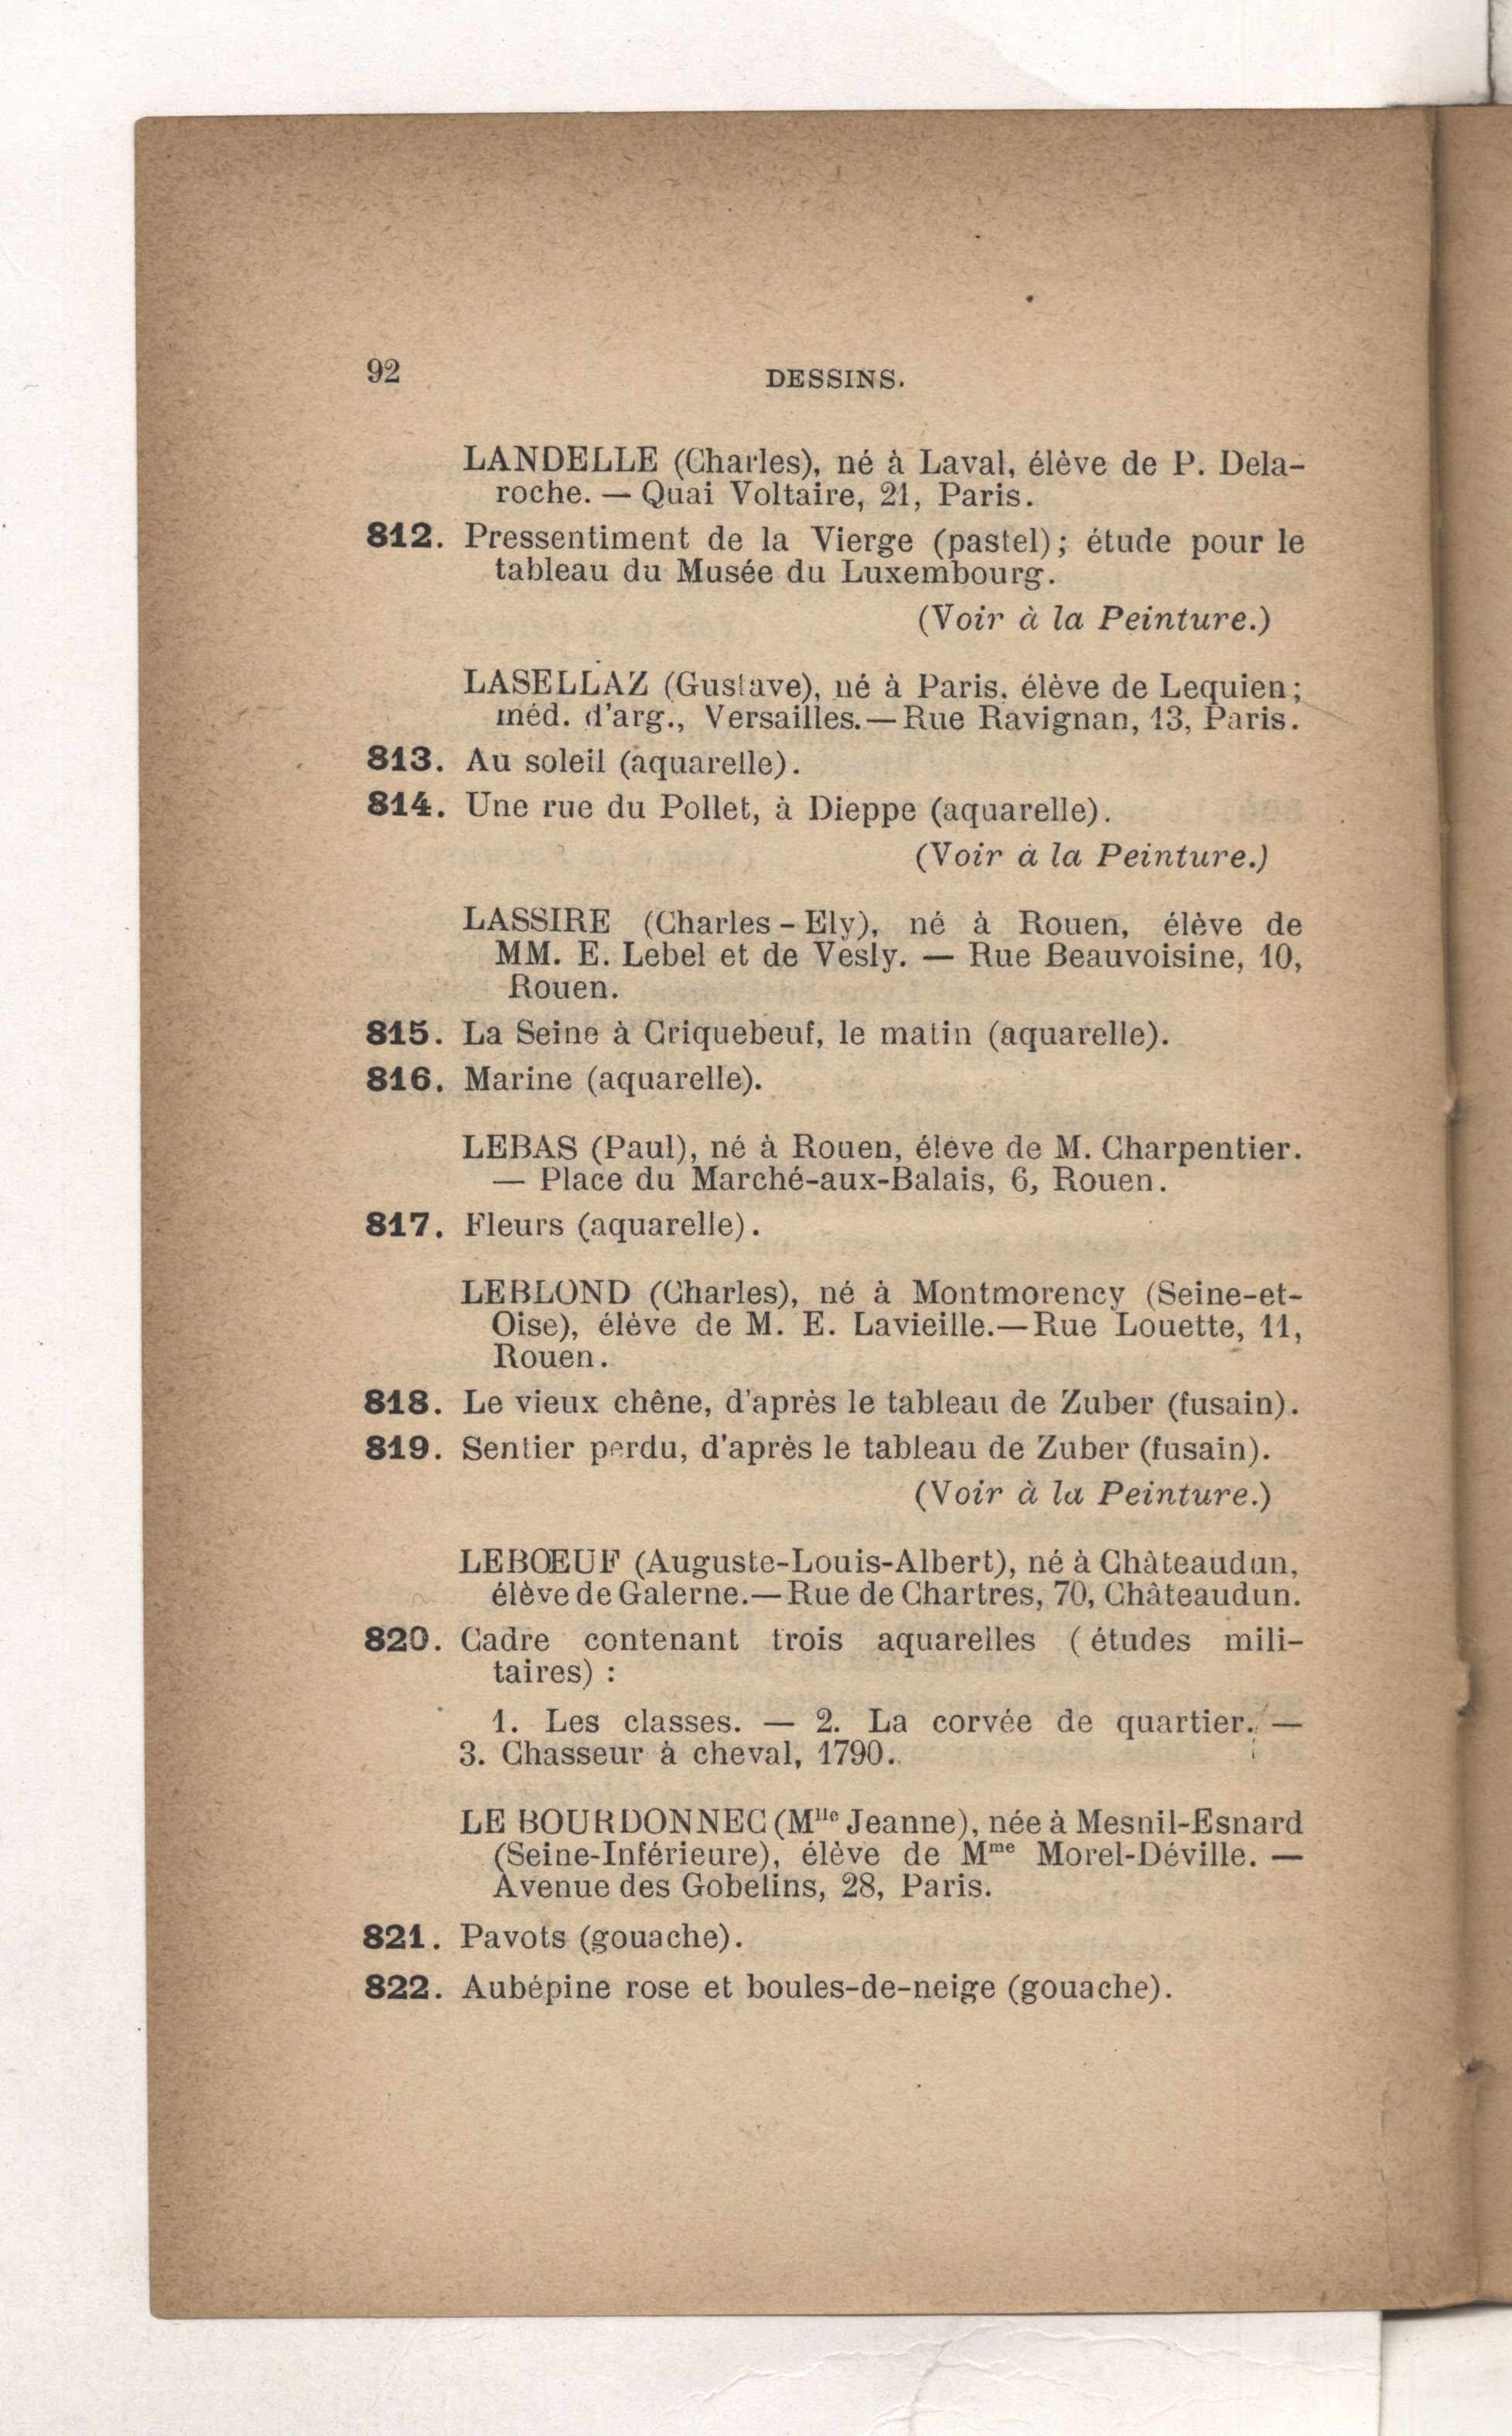 92
DESSINS.
LANDELLE (Charles), né à Laval, élève de P. Dela-
roche. — Quai Voltaire, 21, Paris.
812. Pressentiment de la Vierge (pastel); étude pour le
tableau du Musée du Luxembourg.
(Voir à la Peinture.)
LASELLAZ (Gustave), né à Paris, élève de Lequien;
méd. d'arg., Versailles.—Rue Ravignan, 13, Paris.
813. Au soleil (aquarelle).
814. Une rue du Pollet, à Dieppe (aquarelle).
(Voir à la Peinture.)
LASSIRE (Charles-Ely), né à Rouen, élève de
MM. E. Lebel et de Vesly. — Rue Beauvoisine, 10,
Rouen.
815. La Seine à Criquebeuf, le matin (aquarelle).
816. Marine (aquarelle).
LEBAS (Paul), né à Rouen, élève de M. Charpentier.
— Place du Marché-aux-Balais, 6, Rouen.
817. Fleurs (aquarelle).
LEBLOND (Charles), né à Montmorency (Seine-et-
Oise), élève de M. E. Lavieille.—Rue Louette, 11,
Rouen.
818. Le vieux chêne, d'après le tableau de Zuber (fusain).
819. Sentier perdu, d'après le tableau de Zuber (fusain).
(Voir à la Peinture.)
LEBŒUF (Auguste-Louis-Albert), né à Châteaudun,
élève de Galerne.—Rue de Chartres, 70, Châteaudun.
820. Cadre contenant trois aquarelles (études mili-
taires) :
1. Les classes. — 2. La corvée de quartier. —
3. Chasseur à cheval, 1790.
LE BOURDONNEC (Mlle Jeanne), née à Mesnil-Esnard
(Seine-Inférieure), élève de Mme Morel-Déville. —
Avenue des Gobelins, 28, Paris.
821. Pavots (gouache).
822. Aubépine rose et boules-de-neige (gouache).